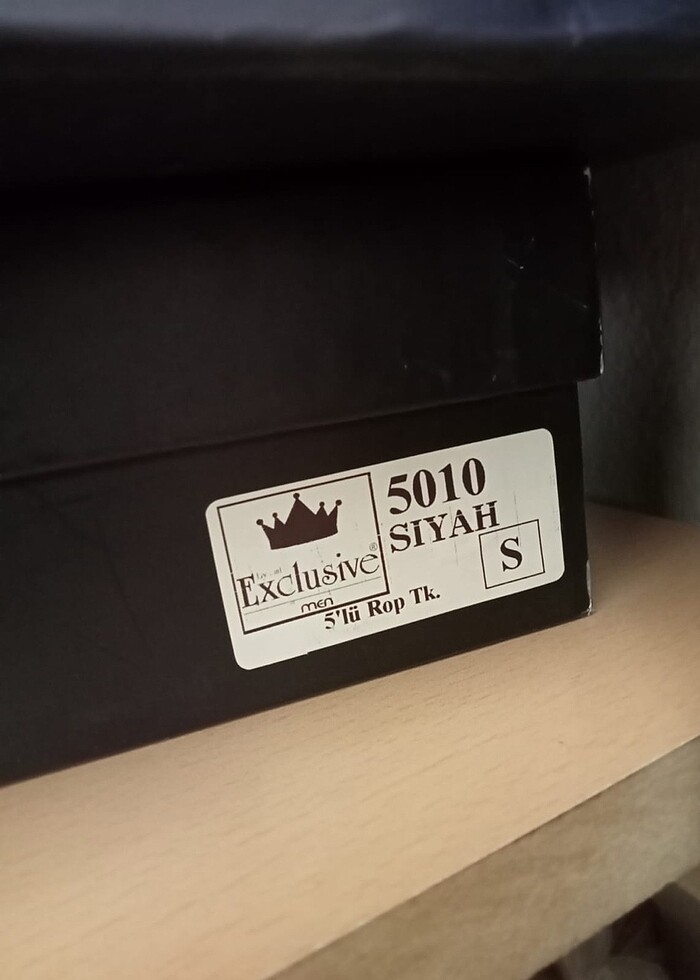 5010
SIYAH
S
Exclusive®
men
5'lü Rop Tk.